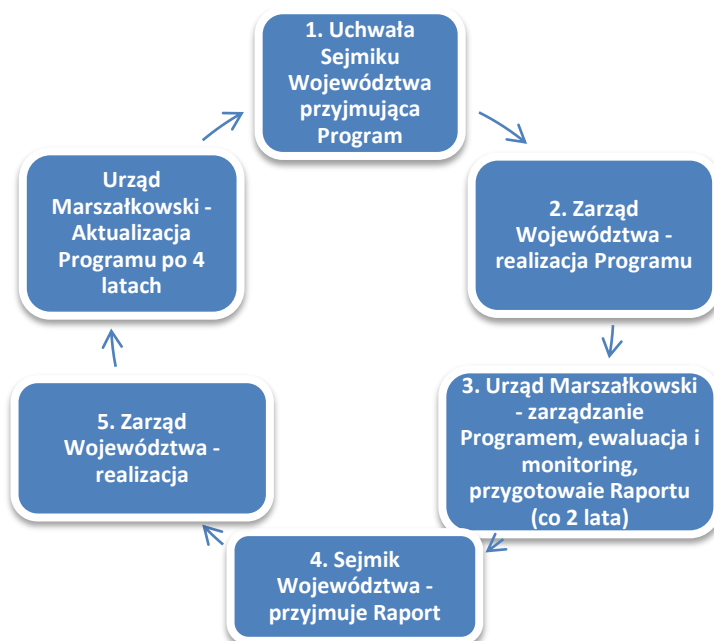 1. Uchwała
Sejmiku
Województwa
przyjmująca
Program
2. Zarząd
Województwa -
realizacja Programu
3. Urząd Marszałkowski
- zarządzanie
Programem, ewaluacja i
monitoring,
przygotowaie Raportu
(co 2 lata)
4. Sejmik
Województwa -
przyjmuje Raport
5. Zarząd
Województwa -
realizacja
Urząd
Marszałkowski -
Aktualizacja
Programu po 4
latach